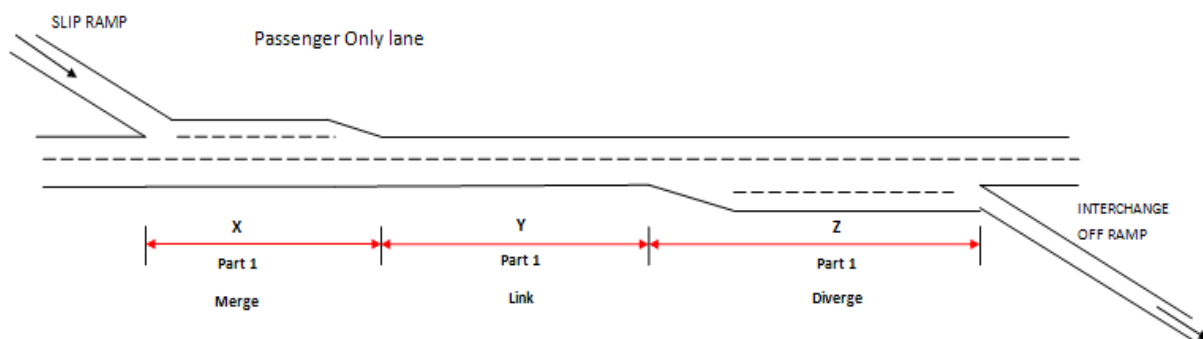 SLIP RAMP
Passenger Only lane
X
Y
Z
Part 1
Part 1
Part 1
Merge
Link
Diverge
INTERCHANGE
OFF RAMP